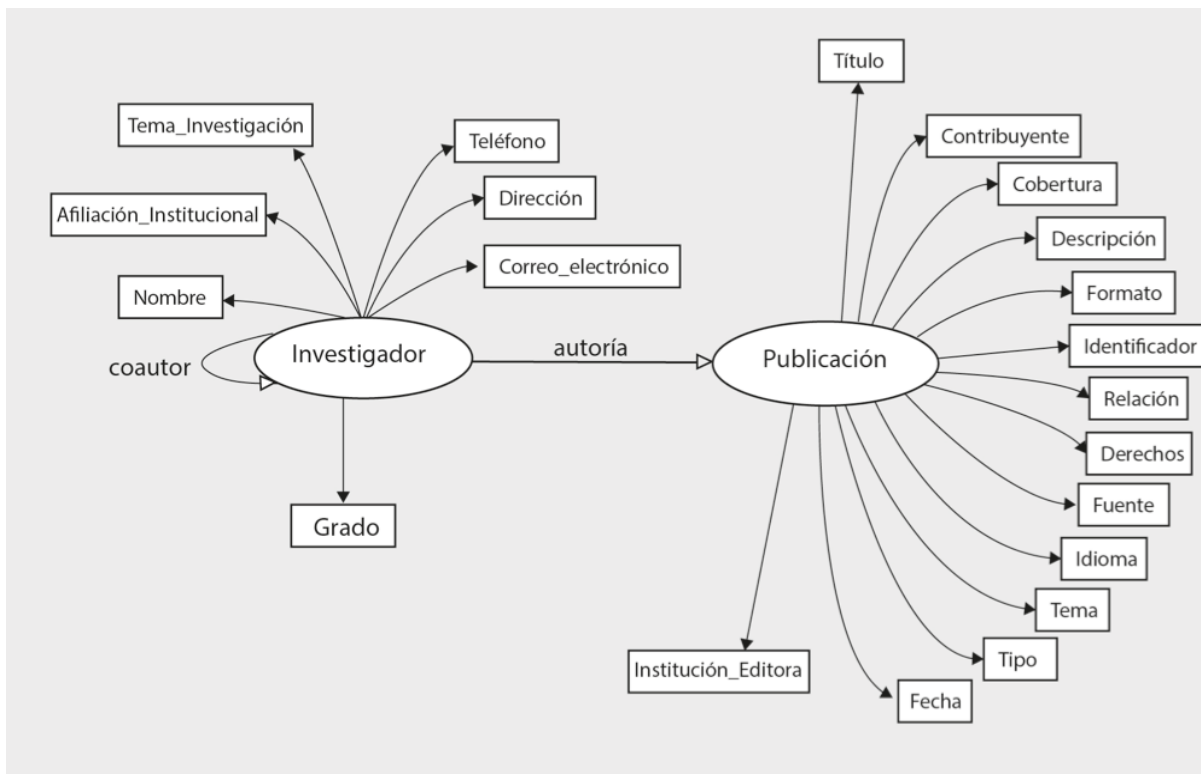 Título
Tema_Investigación
Teléfono
Contribuyente
Cobertura
Afiliación_Institucional
Dirección
Descripción
Correo_electrónico
Nombre
Formato
Investigador
autoría
Publicación
Identificador
coautor
Relación
Derechos
Grado
Fuente
Idioma
Tema
Tipo
Institución_Editora
Fecha